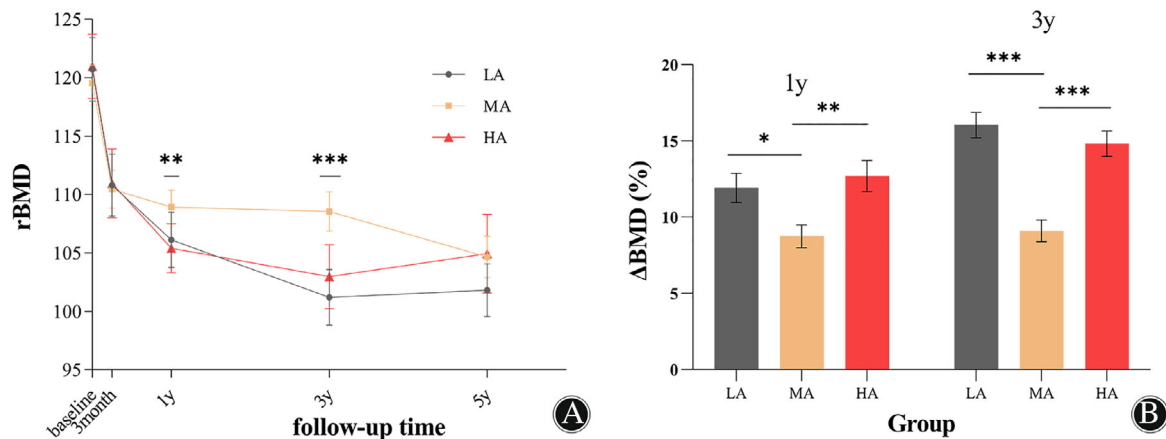 125
120
115
110
105
100
95
rBMD
LA
MA
HA
**
***
baseline
3month
1y
3y
5y
follow-up time
A
3y
1y
20
15
10
5
0
ΔBMD (%)
*
**
***
***
LA
MA
HA
LA
MA
HA
Group
B